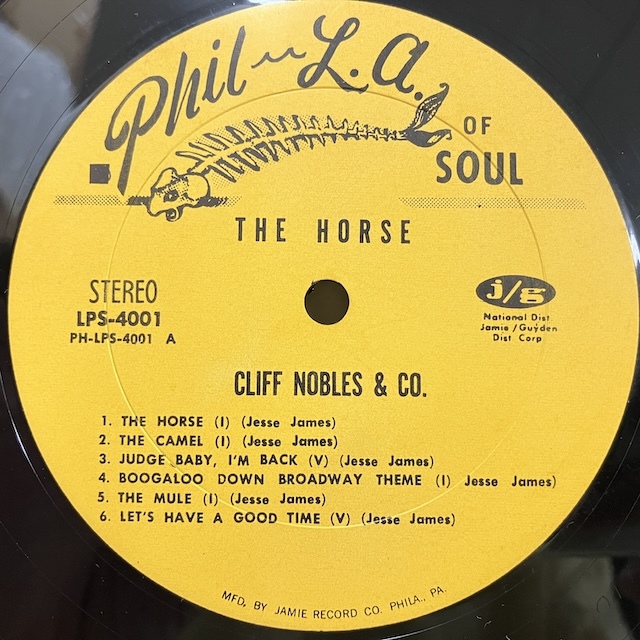 Phil-L.A.
OF
SOUL
THE HORSE
STEREO
LPS-4001
PH-LPS-4001 A
j/g
National Dist
Jamie/Guyden
Dist Corp
CLIFF NOBLES & CO.
1. THE HORSE (I) (Jesse James)
2. THE CAMEL (I) (Jesse James)
3. JUDGE BABY, I'M BACK (V) (Jesse James)
4. BOOGALOO DOWN BROADWAY THEME (I) Jesse James)
5. THE MULE (I) (Jesse James)
6. LET'S HAVE A GOOD TIME (V) (Jesse James)
MFD. BY JAMIE RECORD CO. PHILA., PA.